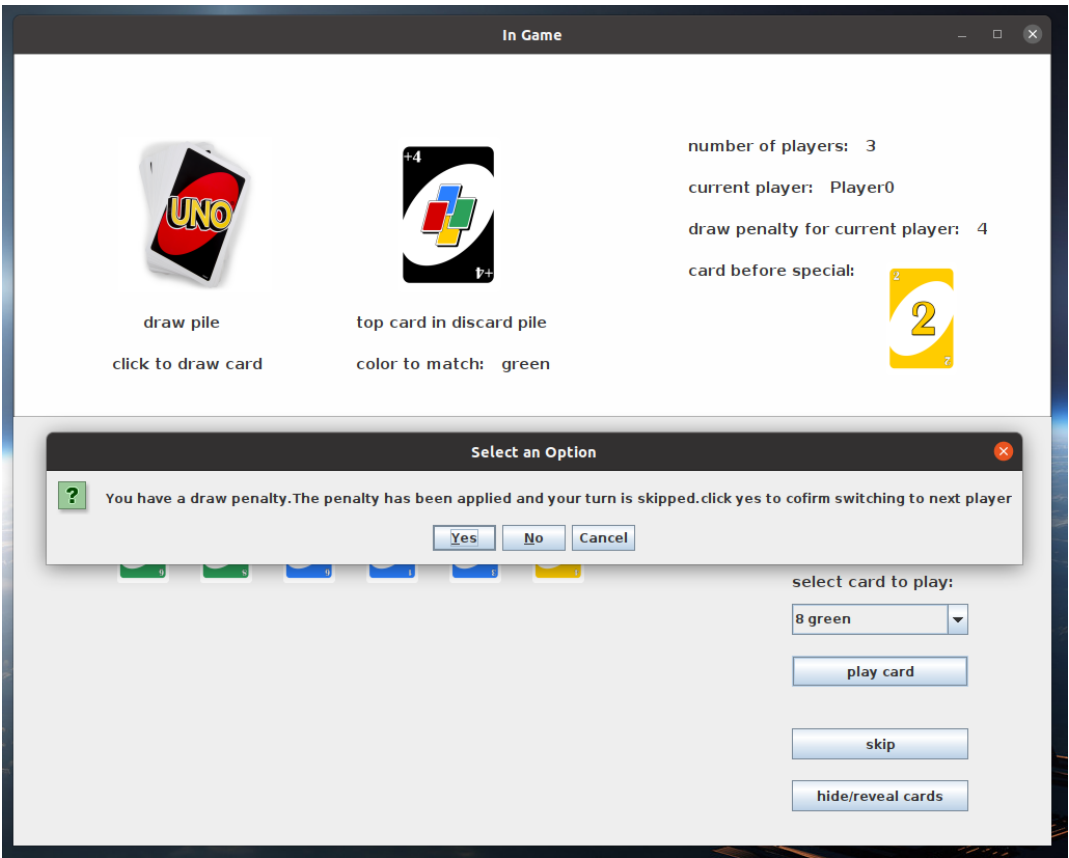 In Game
number of players: 3
+4
current player: Player0
UNO
draw penalty for current player: 4
card before special:
+4
2
2
2
draw pile
top card in discard pile
click to draw card
color to match: green
Select an Option
? You have a draw penalty.The penalty has been applied and your turn is skipped.click yes to cofirm switching to next player
Yes No Cancel
select card to play:
8 green
play card
skip
hide/reveal cards